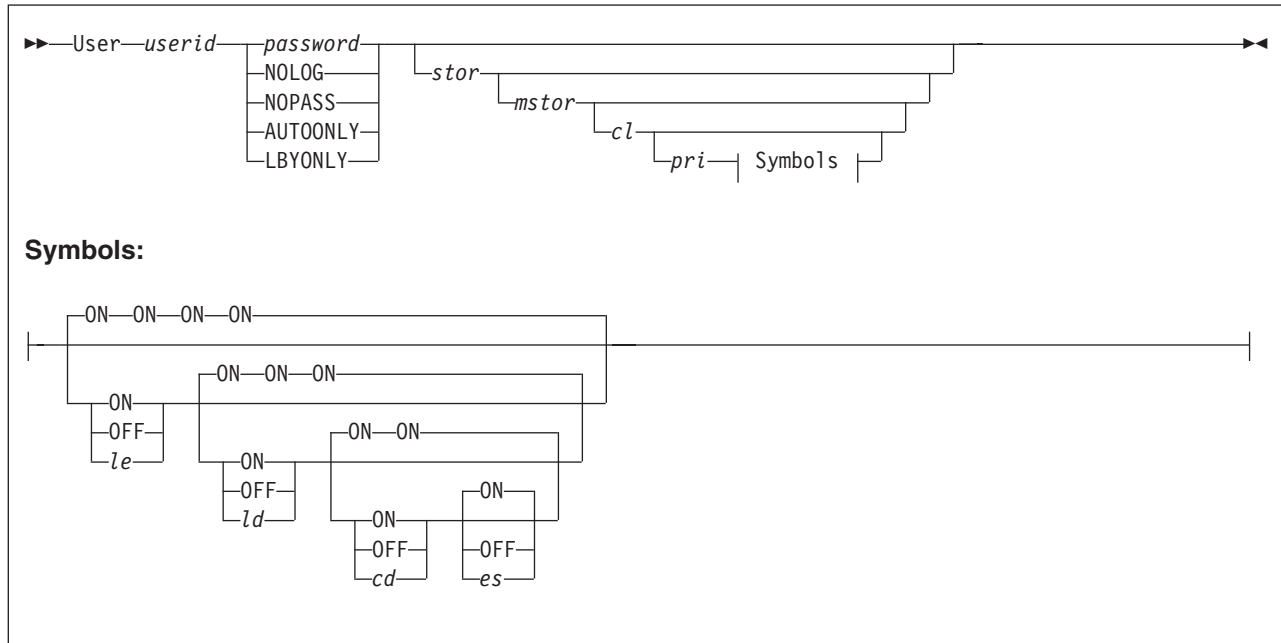 User userid password
NOLOG
NOPASS
AUTOONLY
LBYONLY
stor
mstor
cl
pri Symbols
Symbols:
ON ON ON ON
ON
OFF
le
ON ON ON
ON
OFF
ld
ON ON
ON
OFF
cd
ON
OFF
es